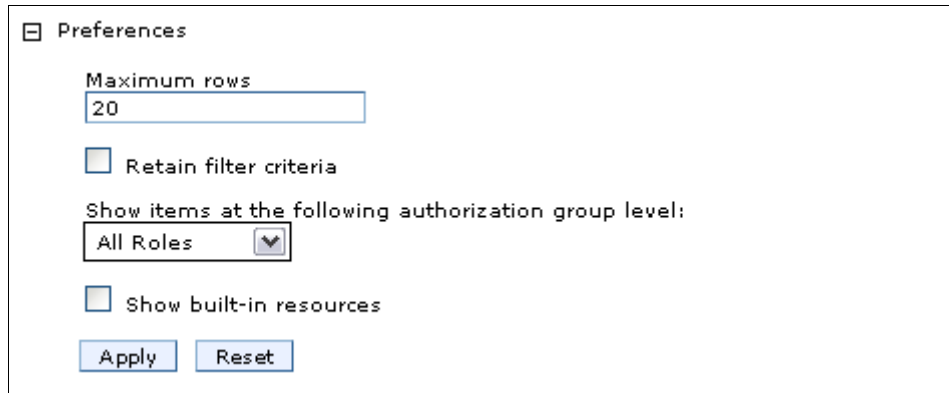 Preferences
Maximum rows
20
Retain filter criteria
Show items at the following authorization group level:
All Roles
Show built-in resources
Apply Reset